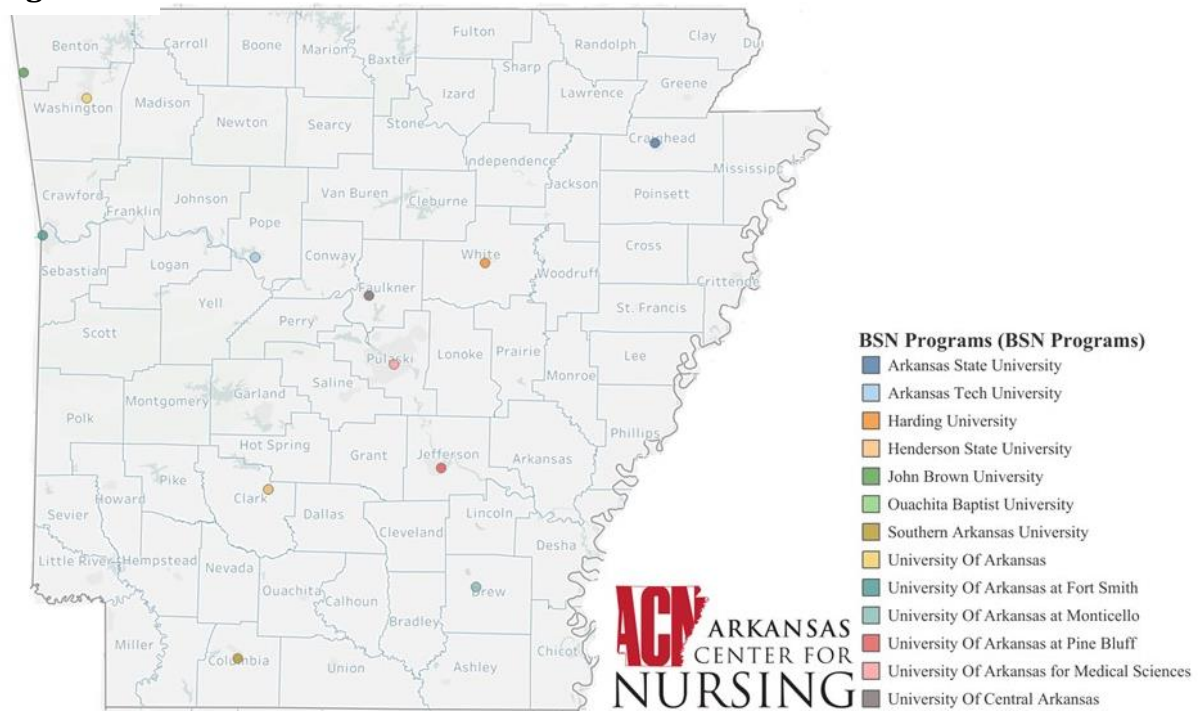 Benton
Carroll
Boone
Marion
Baxter
Fulton
Randolph
Clay
Sharp
Greene
Izard
Lawrence
Washington
Madison
Newton
Searcy
Stone
Craighead
Independence
Mississipp
Jackson
Crawford
Franklin
Johnson
Van Buren
Cleburne
Poinsett
Pope
Cross
Conway
White
Logan
Woodruff
Sebastian
Crittende
Faulkner
Yell
St. Francis
Perry
Scott
Pulaski
Lonoke
Prairie
Lee
Saline
Monroe
Garland
Montgomery
Polk
Phillips
Hot Spring
Grant
Jefferson
Arkansas
Pike
Howard
Clark
Sevier
Dallas
Lincoln
Cleveland
Desha
Little River
Hempstead
Nevada
Ouachita
Calhoun
Drew
Bradley
Miller
Columbia
Union
Ashley
Chicot
BSN Programs (BSN Programs)
Arkansas State University
Arkansas Tech University
Harding University
Henderson State University
John Brown University
Ouachita Baptist University
Southern Arkansas University
University Of Arkansas
University Of Arkansas at Fort Smith
University Of Arkansas at Monticello
University Of Arkansas at Pine Bluff
University Of Arkansas for Medical Sciences
University Of Central Arkansas
ACN ARKANSAS
CENTER FOR
NURSING